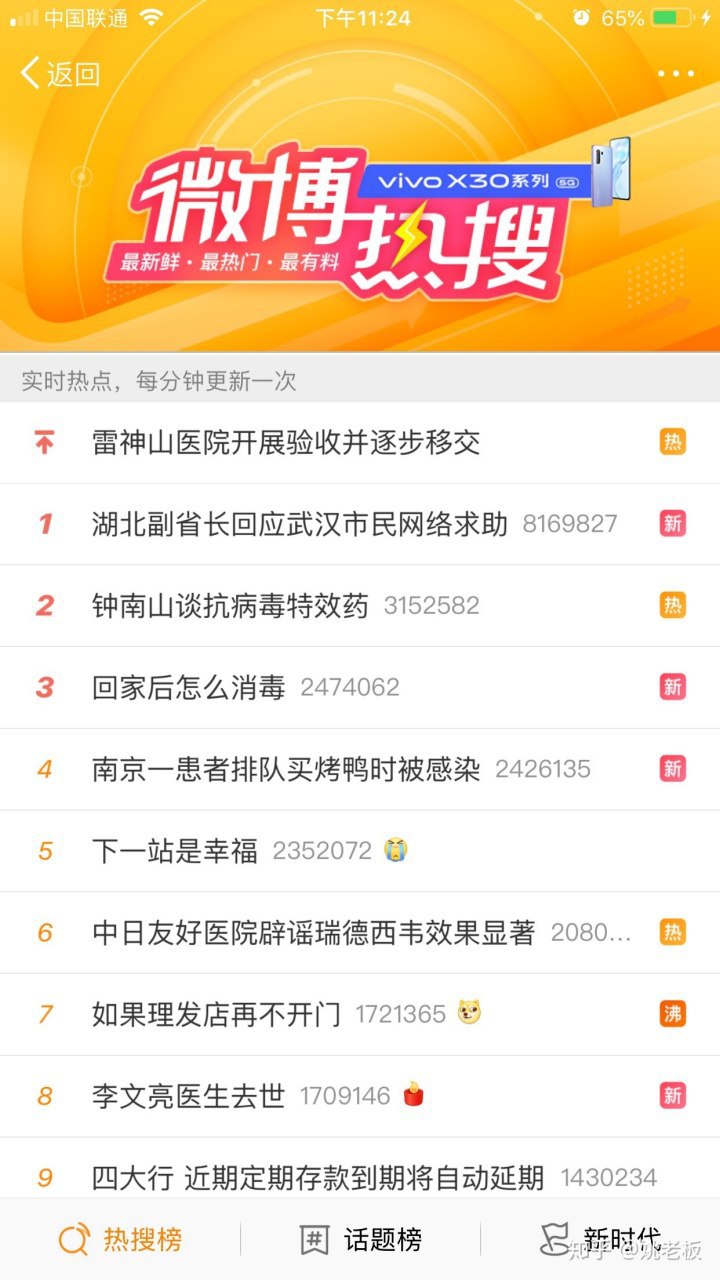 中国联通 下午11:24 65%
返回
微博
vivo X30系列 5G
热搜
最新鲜·最热门·最有料
实时热点，每分钟更新一次
雷神山医院开展验收并逐步移交 热
1 湖北副省长回应武汉市民网络求助 8169827 新
2 钟南山谈抗病毒特效药 3152582 热
3 回家后怎么消毒 2474062 新
4 南京一患者排队买烤鸭时被感染 2426135 新
5 下一站是幸福 2352072
6 中日友好医院辟谣瑞德西韦效果显著 2080... 热
7 如果理发店再不开门 1721365 沸
8 李文亮医生去世 1709146 新
9 四大行 近期定期存款到期将自动延期 1430234
热搜榜 # 话题榜 新时代
知乎 @姚老板